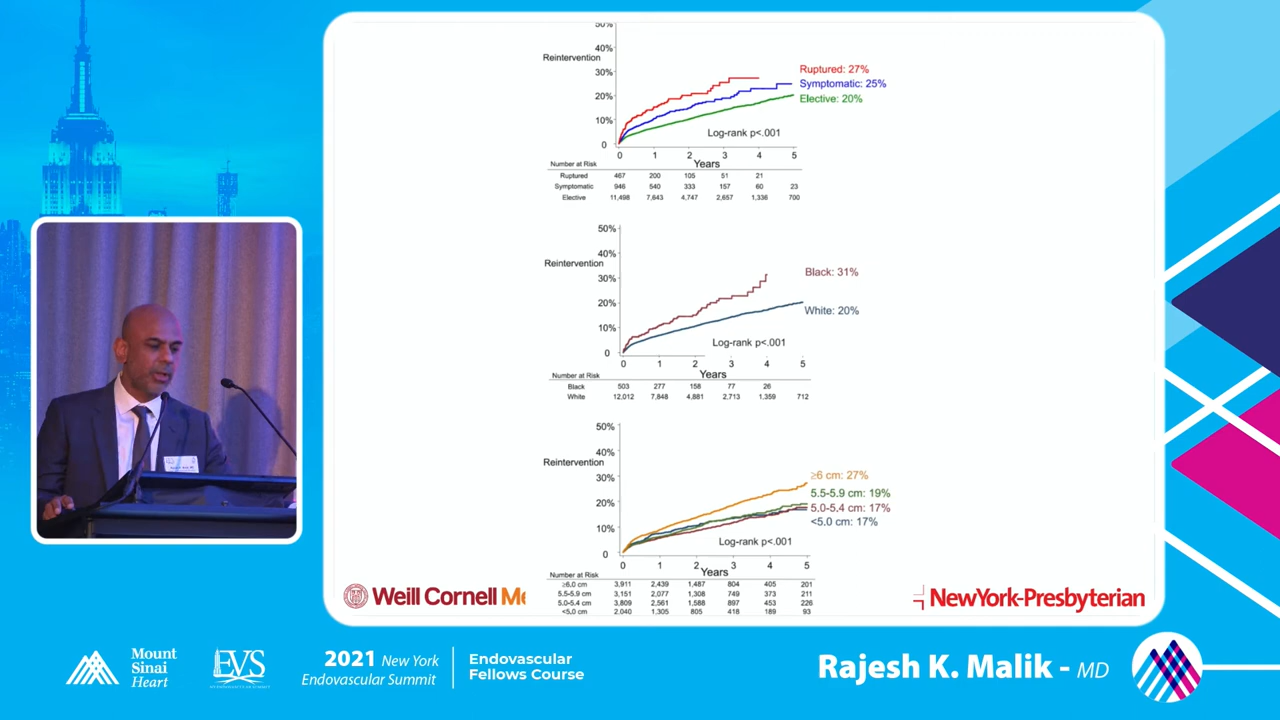 50%
40%
Reintervention
30%
20%
10%
0
Ruptured: 27%
Symptomatic: 25%
Elective: 20%
Log-rank p<.001
0 1 2 3 4 5
Years
Number at Risk
Ruptured 467 200 105 51 21
Symptomatic 946 540 333 157 60 23
Elective 11,498 7,643 4,747 2,657 1,336 700
50%
40%
Reintervention
30%
20%
10%
0
Black: 31%
White: 20%
Log-rank p<.001
0 1 2 3 4 5
Years
Number at Risk
Black 503 277 158 77 26
White 12,012 7,848 4,881 2,713 1,359 712
50%
40%
Reintervention
30%
20%
10%
0
≥6 cm: 27%
5.5-5.9 cm: 19%
5.0-5.4 cm: 17%
<5.0 cm: 17%
Log-rank p<.001
0 1 2 3 4 5
Years
Number at Risk
≥6.0 cm 3,911 2,439 1,487 804 405 201
5.5-5.9 cm 3,151 2,077 1,308 749 373 211
5.0-5.4 cm 3,809 2,561 1,588 897 453 226
<5.0 cm 2,040 1,305 805 418 189 93
Weill Cornell Me
NewYork-Presbyterian
Mount
Sinai
Heart
EVS
2021 New York
Endovascular Summit
Endovascular
Fellows Course
Rajesh K. Malik - MD